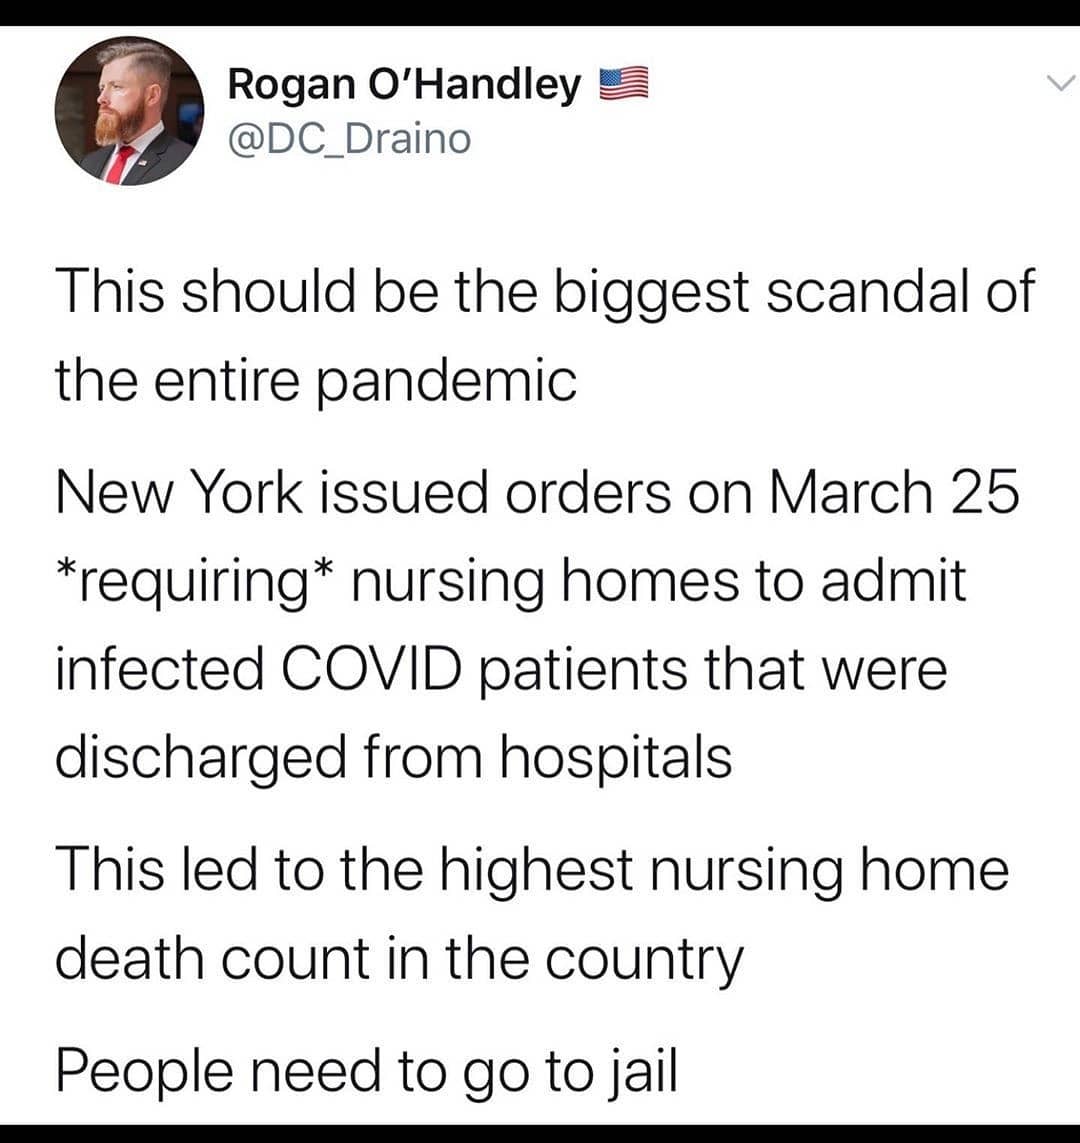 Rogan O'Handley 🇺🇸
@DC_Draino
This should be the biggest scandal of
the entire pandemic
New York issued orders on March 25
*requiring* nursing homes to admit
infected COVID patients that were
discharged from hospitals
This led to the highest nursing home
death count in the country
People need to go to jail